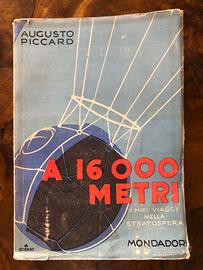 AUGUSTO
PICCARD
A 16000
METRI
I MIEI VIAGGI
NELLA
STRATOSFERA
MONDADORI